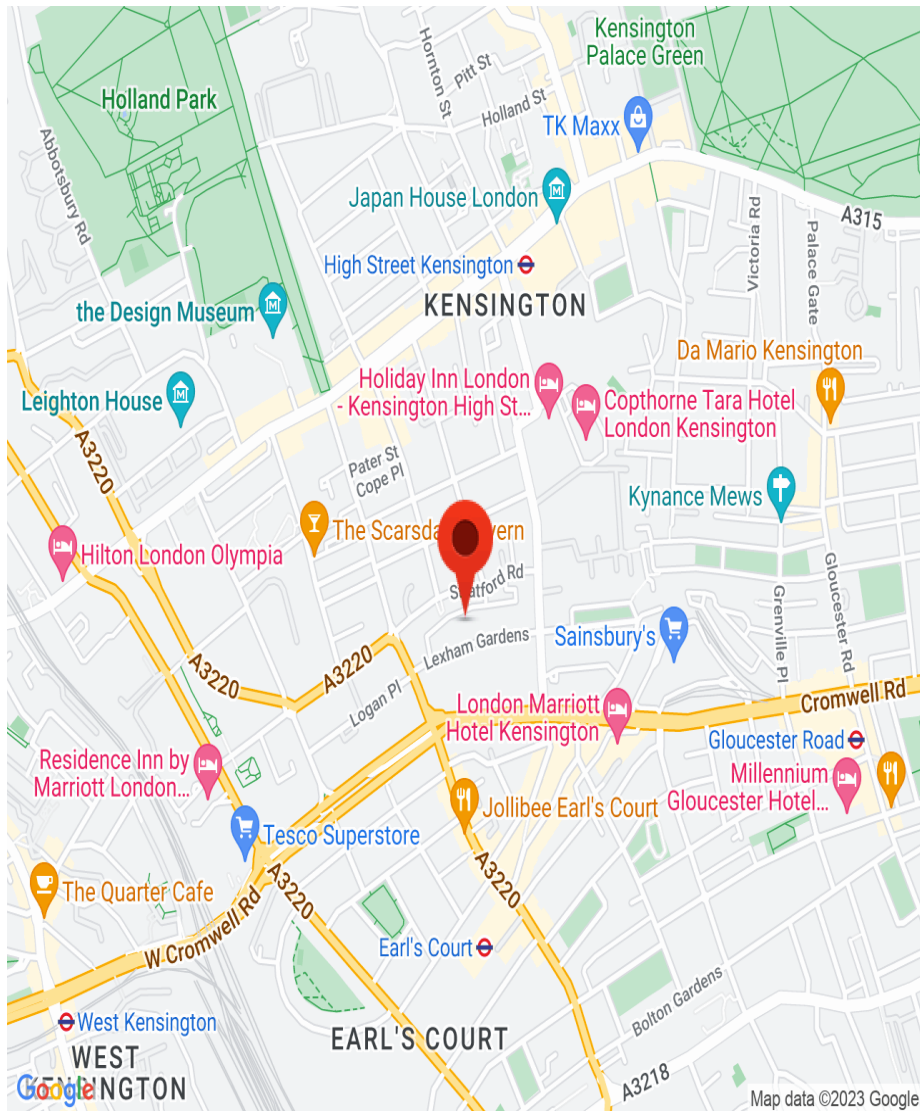 Kensington
Palace Green
Hornton St
Pitt St
Holland Park
Holland St
TK Maxx
Abbotsbury Rd
Japan House London
A315
Victoria Rd
Palace Gate
High Street Kensington
KENSINGTON
the Design Museum
Da Mario Kensington
Holiday Inn London
- Kensington High St...
Leighton House
Copthorne Tara Hotel
London Kensington
A3220
Pater St
Cope Pl
Kynance Mews
The Scarsda
vern
Hilton London Olympia
Rd
Gloucester Rd
Grenville Pl
Sainsbury's
Lexham Gardens
A3220
A3220
Logan Pl
London Marriott
Hotel Kensington
Cromwell Rd
Gloucester Road
Residence Inn by
Marriott London...
Millennium
Gloucester Hotel...
Jollibee Earl's Court
Tesco Superstore
A3220
A3220
The Quarter Cafe
W Cromwell Rd
Earl's Court
Bolton Gardens
West Kensington
EARL'S COURT
WEST
A3218
Google
Map data ©2023 Google